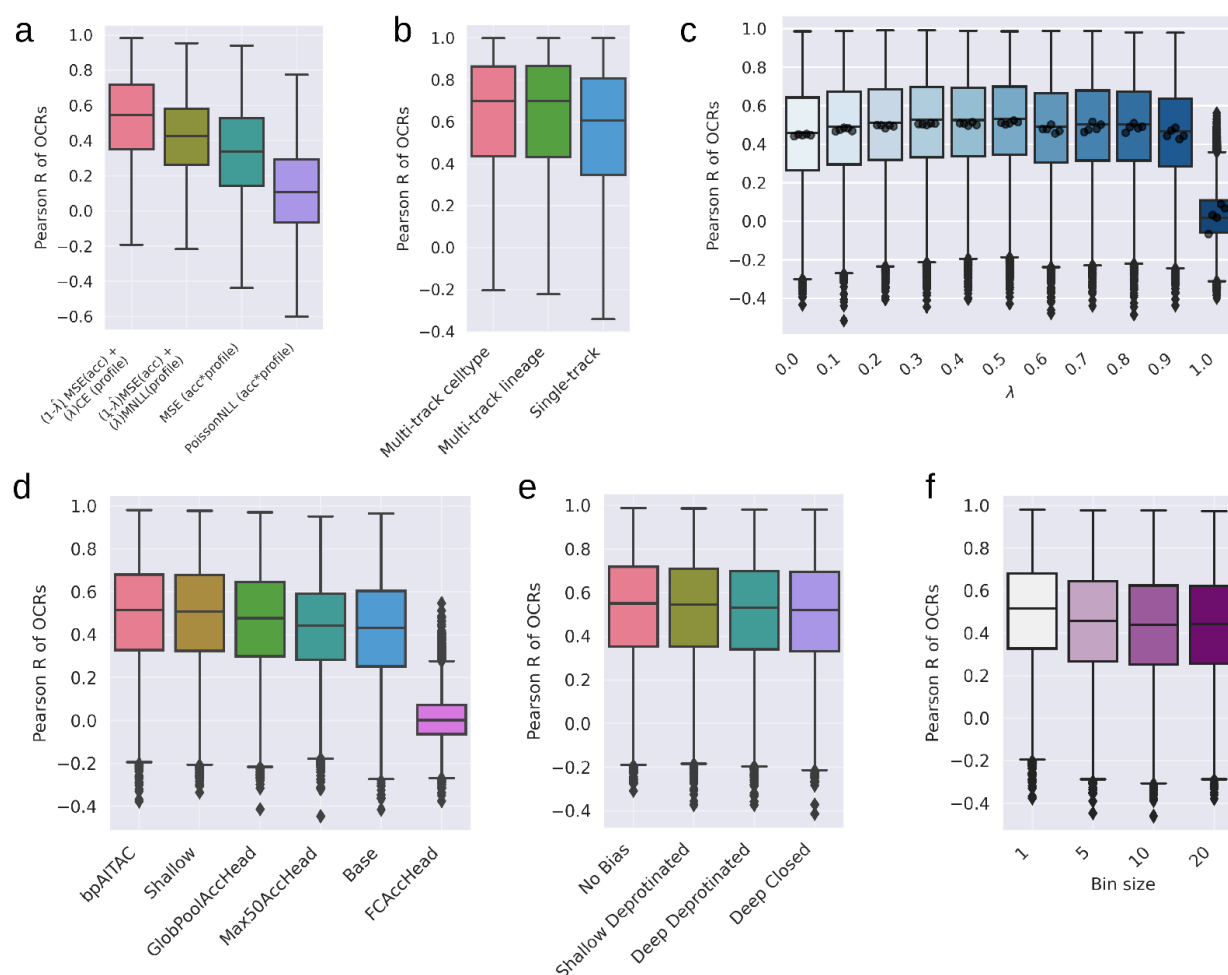 a
Pearson R of OCRs
1.0
0.8
0.6
0.4
0.2
0.0
−0.2
−0.4
−0.6
(1-λ̂) MSE(acc) +
(λ̂)CE (profile)
(1-λ̂)MSE(acc) +
(λ̂)MNLL(profile)
MSE (acc*profile)
PoissonNLL (acc*profile)
b
Pearson R of OCRs
1.0
0.8
0.6
0.4
0.2
0.0
−0.2
−0.4
Multi-track celltype
Multi-track lineage
Single-track
c
Pearson R of OCRs
1.0
0.8
0.6
0.4
0.2
0.0
−0.2
−0.4
0.0 0.1 0.2 0.3 0.4 0.5 0.6 0.7 0.8 0.9 1.0
λ
d
Pearson R of OCRs
1.0
0.8
0.6
0.4
0.2
0.0
−0.2
−0.4
bpAITAC
Shallow
GlobPoolAccHead
Max50AccHead
Base
FCAccHead
e
Pearson R of OCRs
1.0
0.8
0.6
0.4
0.2
0.0
−0.2
−0.4
No Bias
Shallow Deprotinated
Deep Deprotinated
Deep Closed
f
Pearson R of OCRs
1.0
0.8
0.6
0.4
0.2
0.0
−0.2
−0.4
1 5 10 20
Bin size